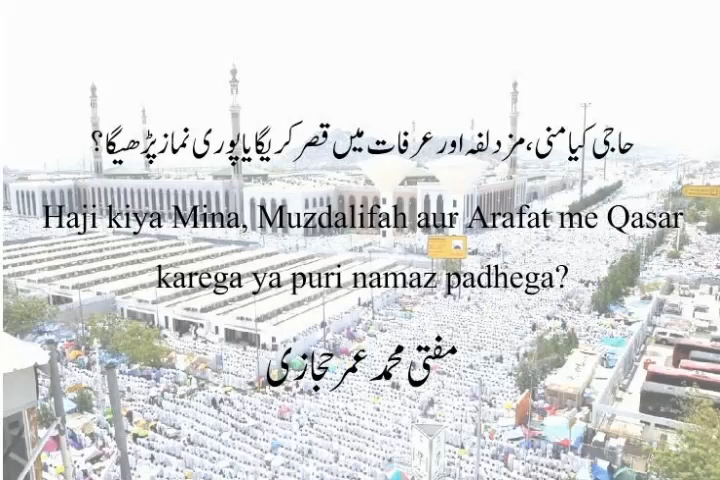 حاجی کیا منی، مزدلفہ اور عرفات میں قصر کریگا یا پوری نماز پڑھیگا؟
Haji kiya Mina, Muzdalifah aur Arafat me Qasar
karega ya puri namaz padhega?
مفتی محمد عمر حجازی